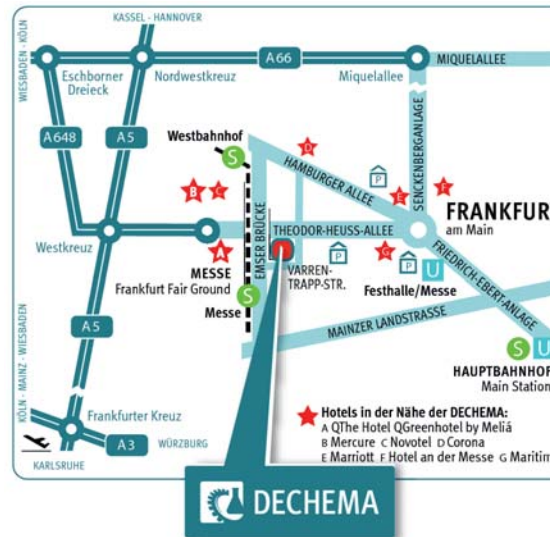 KASSEL - HANNOVER
WIESBADEN - KÖLN
A66
MIQUELALLEE
Eschborner
Dreieck
Nordwestkreuz
Miquelallee
A648
A5
Westbahnhof
S
D
HAMBURGER ALLEE
SENCKENBERGANLAGE
P
B
C
E
F
FRANKFUR
am Main
Westkreuz
A
EMSER BRÜCKE
THEODOR-HEUSS-ALLEE
MESSE
Frankfurt Fair Ground
VARREN-
TRAPP-STR.
P
G
P
U
Festhalle/Messe
FRIEDRICH-EBERT-ANLAGE
S
Messe
A5
MAINZER LANDSTRASSE
S U
HAUPTBAHNHOF
Main Station
KÖLN - MAINZ - WIESBADEN
Frankfurter Kreuz
A3
WÜRZBURG
KARLSRUHE
Hotels in der Nähe der DECHEMA:
A QThe Hotel QGreenhotel by Meliá
B Mercure C Novotel D Corona
E Marriott F Hotel an der Messe G Maritim
DECHEMA